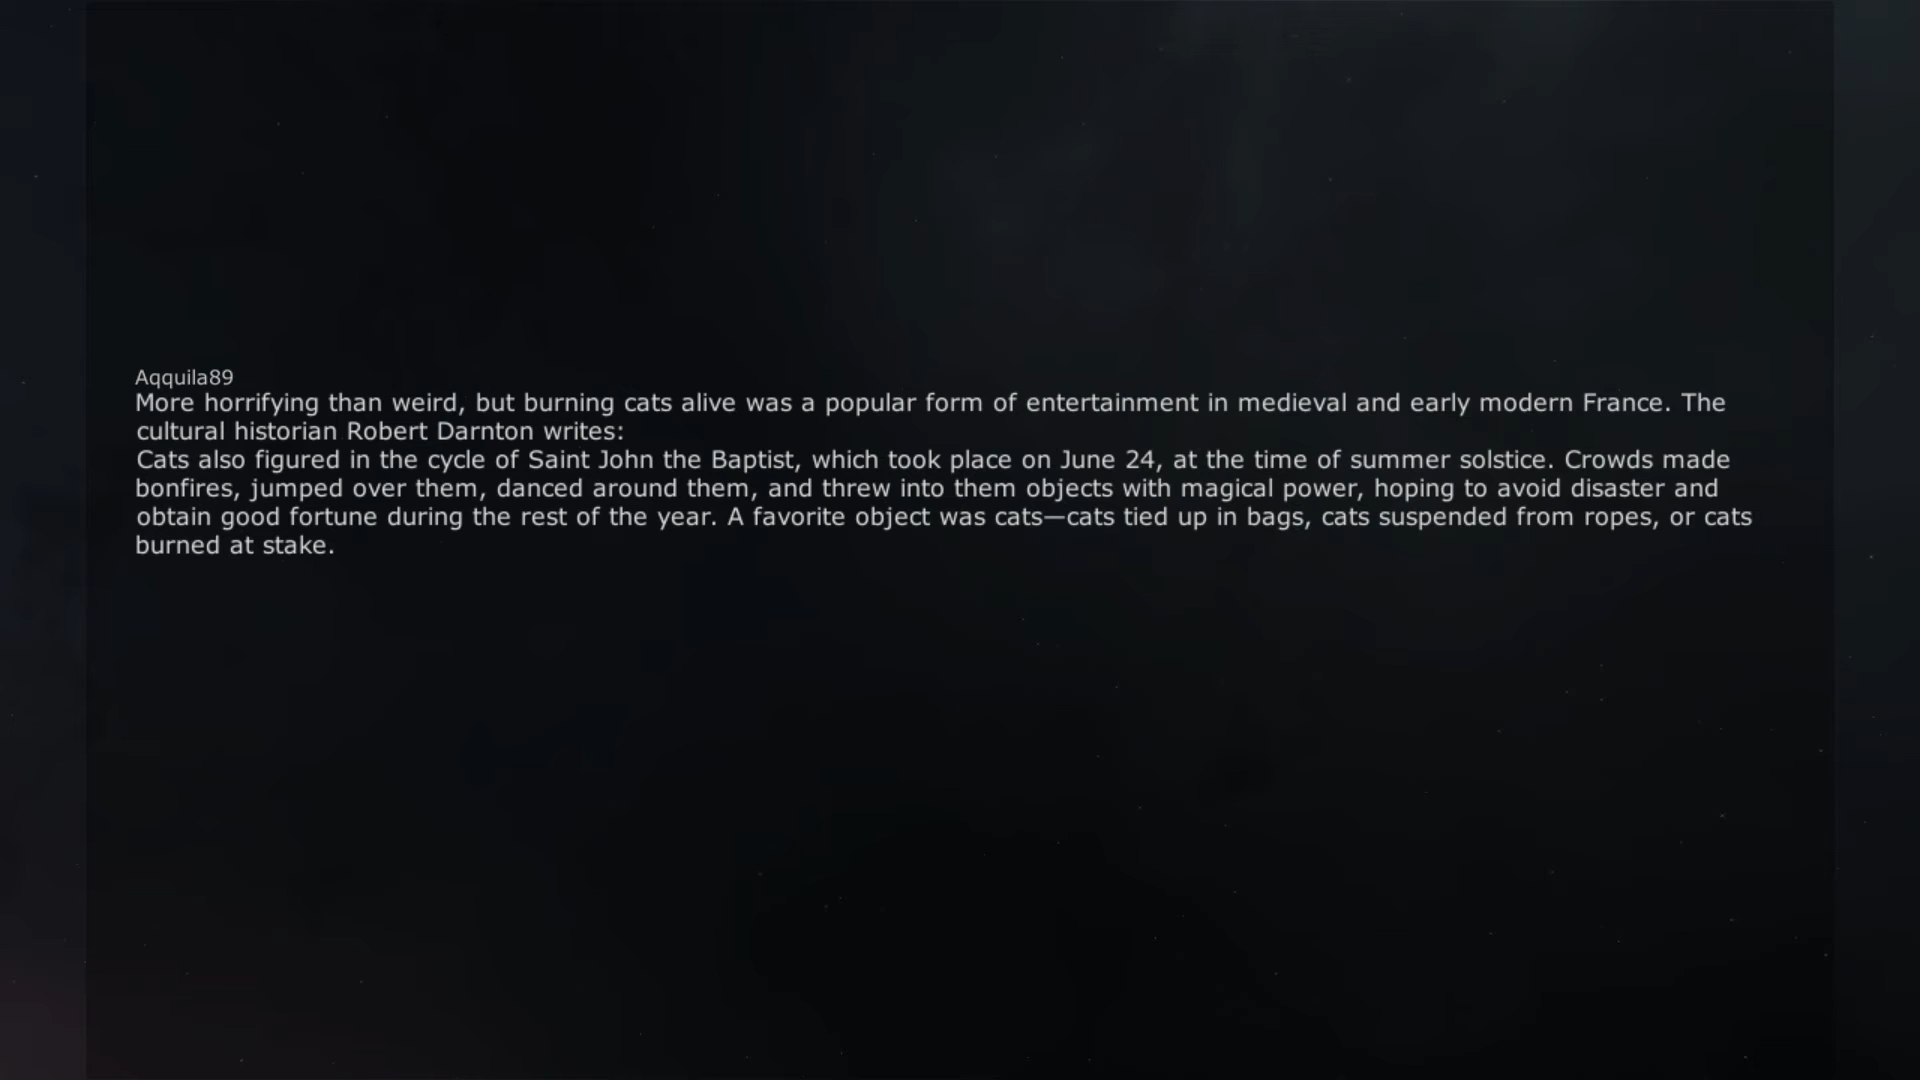 Aqquila89
More horrifying than weird, but burning cats alive was a popular form of entertainment in medieval and early modern France. The
cultural historian Robert Darnton writes:
Cats also figured in the cycle of Saint John the Baptist, which took place on June 24, at the time of summer solstice. Crowds made
bonfires, jumped over them, danced around them, and threw into them objects with magical power, hoping to avoid disaster and
obtain good fortune during the rest of the year. A favorite object was cats—cats tied up in bags, cats suspended from ropes, or cats
burned at stake.